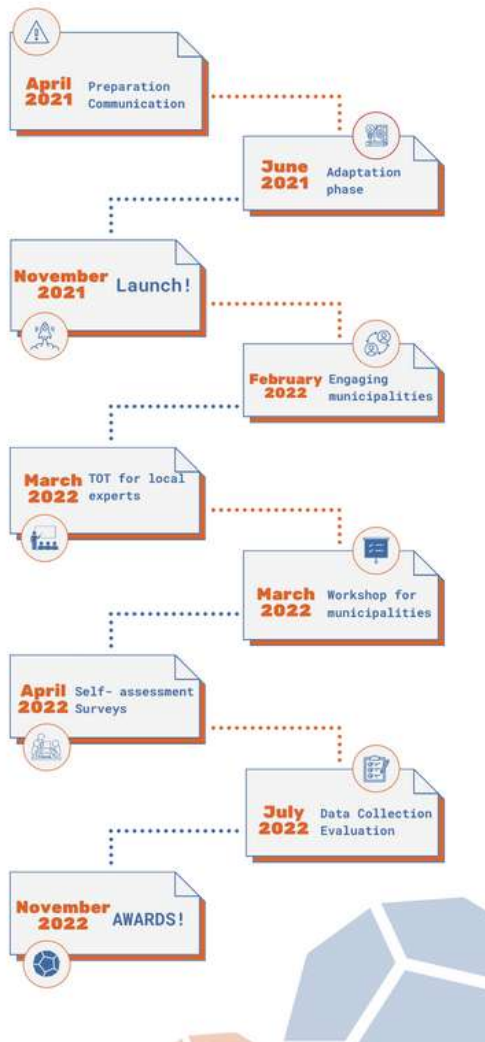 April
2021
Preparation
Communication
June
2021
Adaptation
phase
November
2021
Launch!
February
2022
Engaging
municipalities
March
2022
TOT for local
experts
March
2022
Workshop for
municipalities
April
2022
Self- assessment
Surveys
July
2022
Data Collection
Evaluation
November
2022
AWARDS!